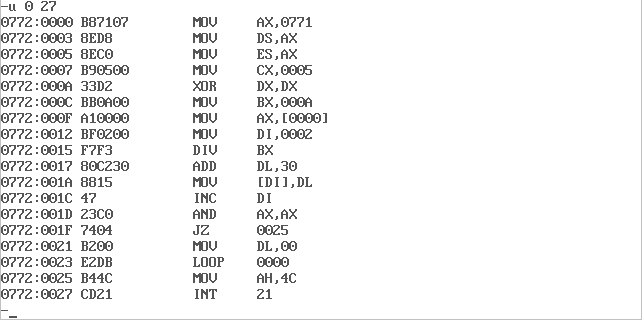 -u 0 27
0772:0000 B87107 MOV AX,0771
0772:0003 8ED8 MOV DS,AX
0772:0005 8EC0 MOV ES,AX
0772:0007 B90500 MOV CX,0005
0772:000A 33D2 XOR DX,DX
0772:000C BB0A00 MOV BX,000A
0772:000F A10000 MOV AX,[0000]
0772:0012 BF0200 MOV DI,0002
0772:0015 F7F3 DIV BX
0772:0017 80C230 ADD DL,30
0772:001A 8815 MOV [DI],DL
0772:001C 47 INC DI
0772:001D 23C0 AND AX,AX
0772:001F 7404 JZ 0025
0772:0021 B200 MOV DL,00
0772:0023 E2DB LOOP 0000
0772:0025 B44C MOV AH,4C
0772:0027 CD21 INT 21
-_